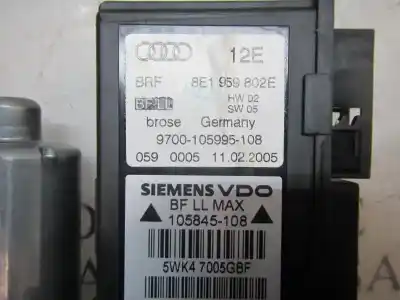 12E
BRF 8E1 959 802E
BFLL HW 02
SW 05
brose Germany
9700-105995-108
059 0005 11.02.2005
SIEMENS VDO
BF LL MAX
105845-108
5WK4 7005GBF